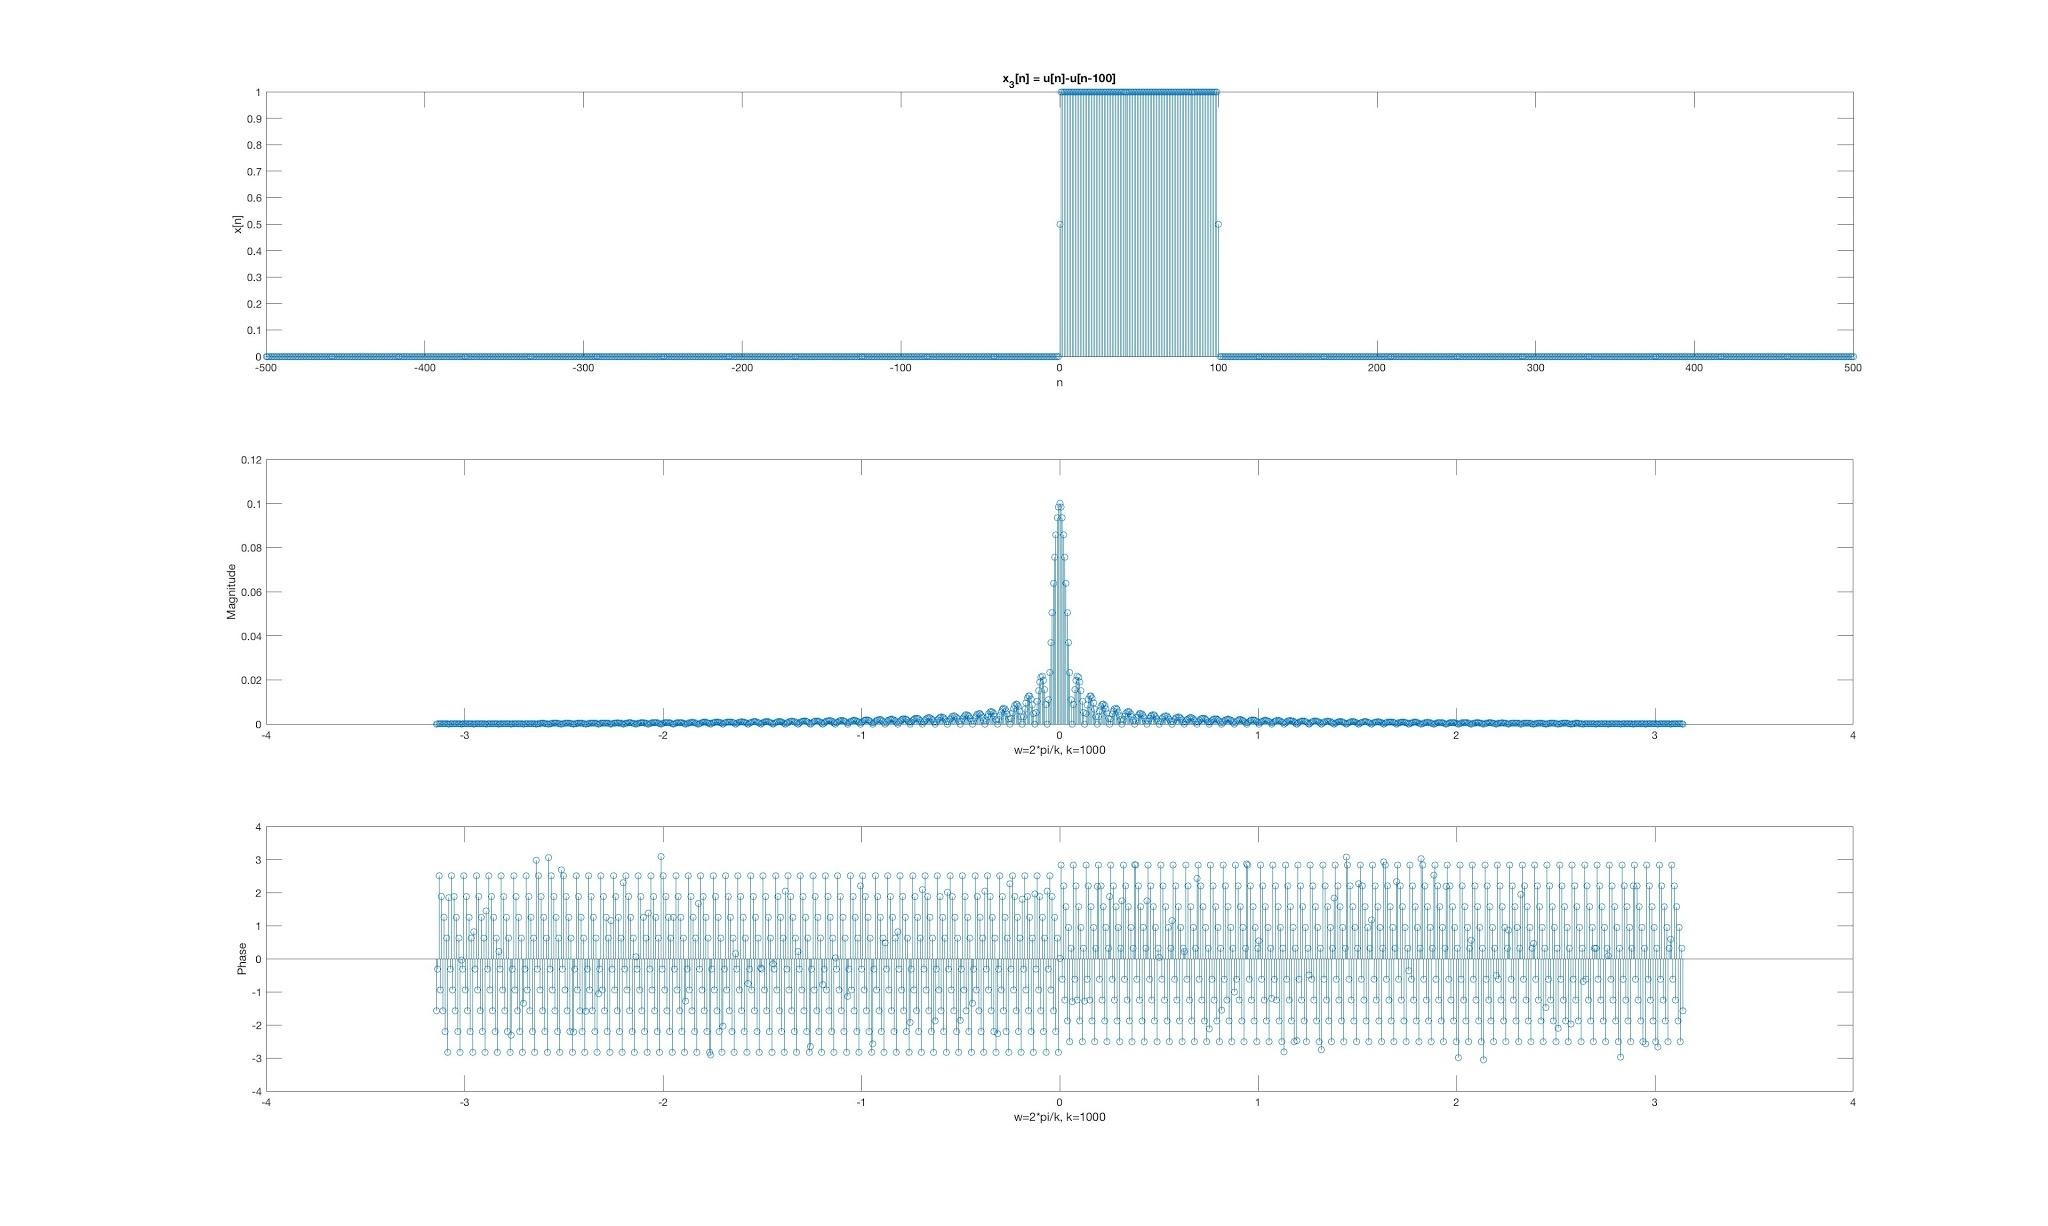 x3[n] = u[n]-u[n-100]
1
0.9
0.8
0.7
0.6
0.5
0.4
0.3
0.2
0.1
0
x[n]
-500 -400 -300 -200 -100 0 100 200 300 400 500
n
0.12
0.1
0.08
0.06
0.04
0.02
0
Magnitude
-4 -3 -2 -1 0 1 2 3 4
w=2*pi/k, k=1000
4
3
2
1
0
-1
-2
-3
-4
Phase
-4 -3 -2 -1 0 1 2 3 4
w=2*pi/k, k=1000